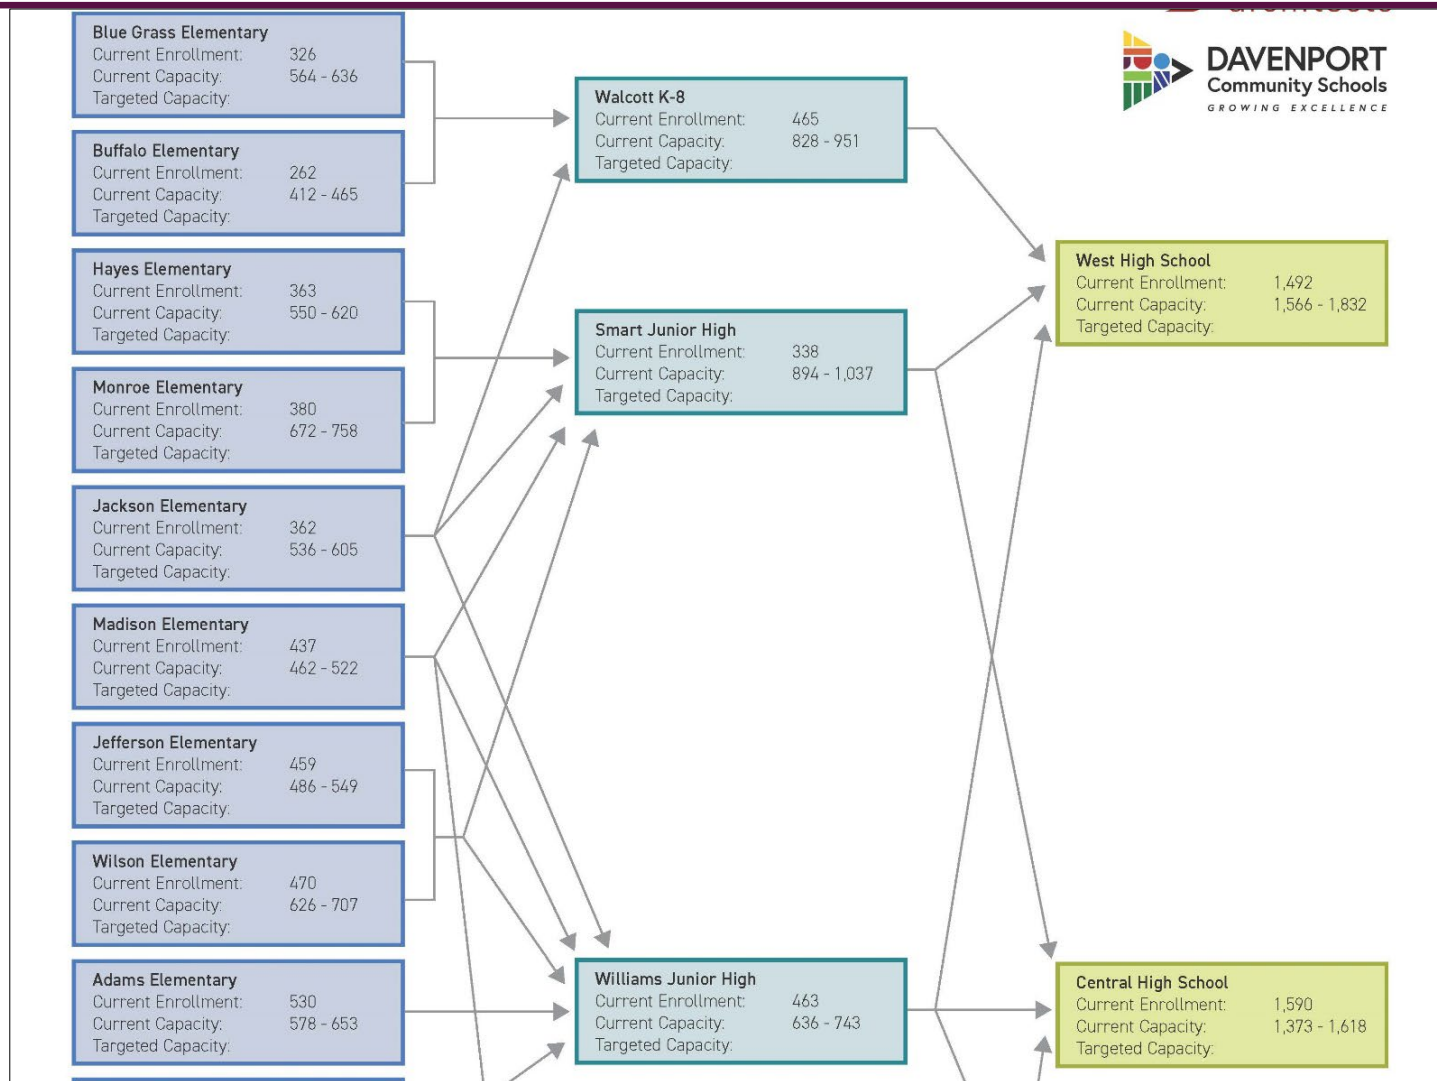 Blue Grass Elementary
Current Enrollment: 326
Current Capacity: 564 - 636
Targeted Capacity:
Buffalo Elementary
Current Enrollment: 262
Current Capacity: 412 - 465
Targeted Capacity:
Hayes Elementary
Current Enrollment: 363
Current Capacity: 550 - 620
Targeted Capacity:
Monroe Elementary
Current Enrollment: 380
Current Capacity: 672 - 758
Targeted Capacity:
Jackson Elementary
Current Enrollment: 362
Current Capacity: 536 - 605
Targeted Capacity:
Madison Elementary
Current Enrollment: 437
Current Capacity: 462 - 522
Targeted Capacity:
Jefferson Elementary
Current Enrollment: 459
Current Capacity: 486 - 549
Targeted Capacity:
Wilson Elementary
Current Enrollment: 470
Current Capacity: 626 - 707
Targeted Capacity:
Adams Elementary
Current Enrollment: 530
Current Capacity: 578 - 653
Targeted Capacity:
Walcott K-8
Current Enrollment: 465
Current Capacity: 828 - 951
Targeted Capacity:
Smart Junior High
Current Enrollment: 338
Current Capacity: 894 - 1,037
Targeted Capacity:
Williams Junior High
Current Enrollment: 463
Current Capacity: 636 - 743
Targeted Capacity:
DAVENPORT
Community Schools
GROWING EXCELLENCE
West High School
Current Enrollment: 1,492
Current Capacity: 1,566 - 1,832
Targeted Capacity:
Central High School
Current Enrollment: 1,590
Current Capacity: 1,373 - 1,618
Targeted Capacity: